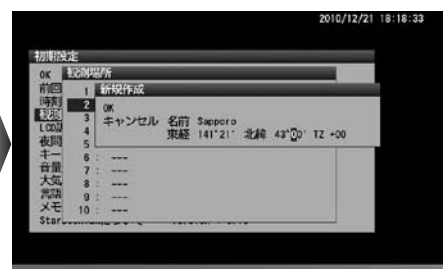 2010/12/21 18:18:33
初期設定
OK
観測場所
前回
1 新規作成
時刻
2 OK
観測
3 キャンセル 名前 Sapporo
東経 141°21' 北緯 43°00' TZ +00
4
夜間
5
キー
6 : ---
音量
7 : ---
大気
8 : ---
言語
9 : ---
メモ
10 : ---